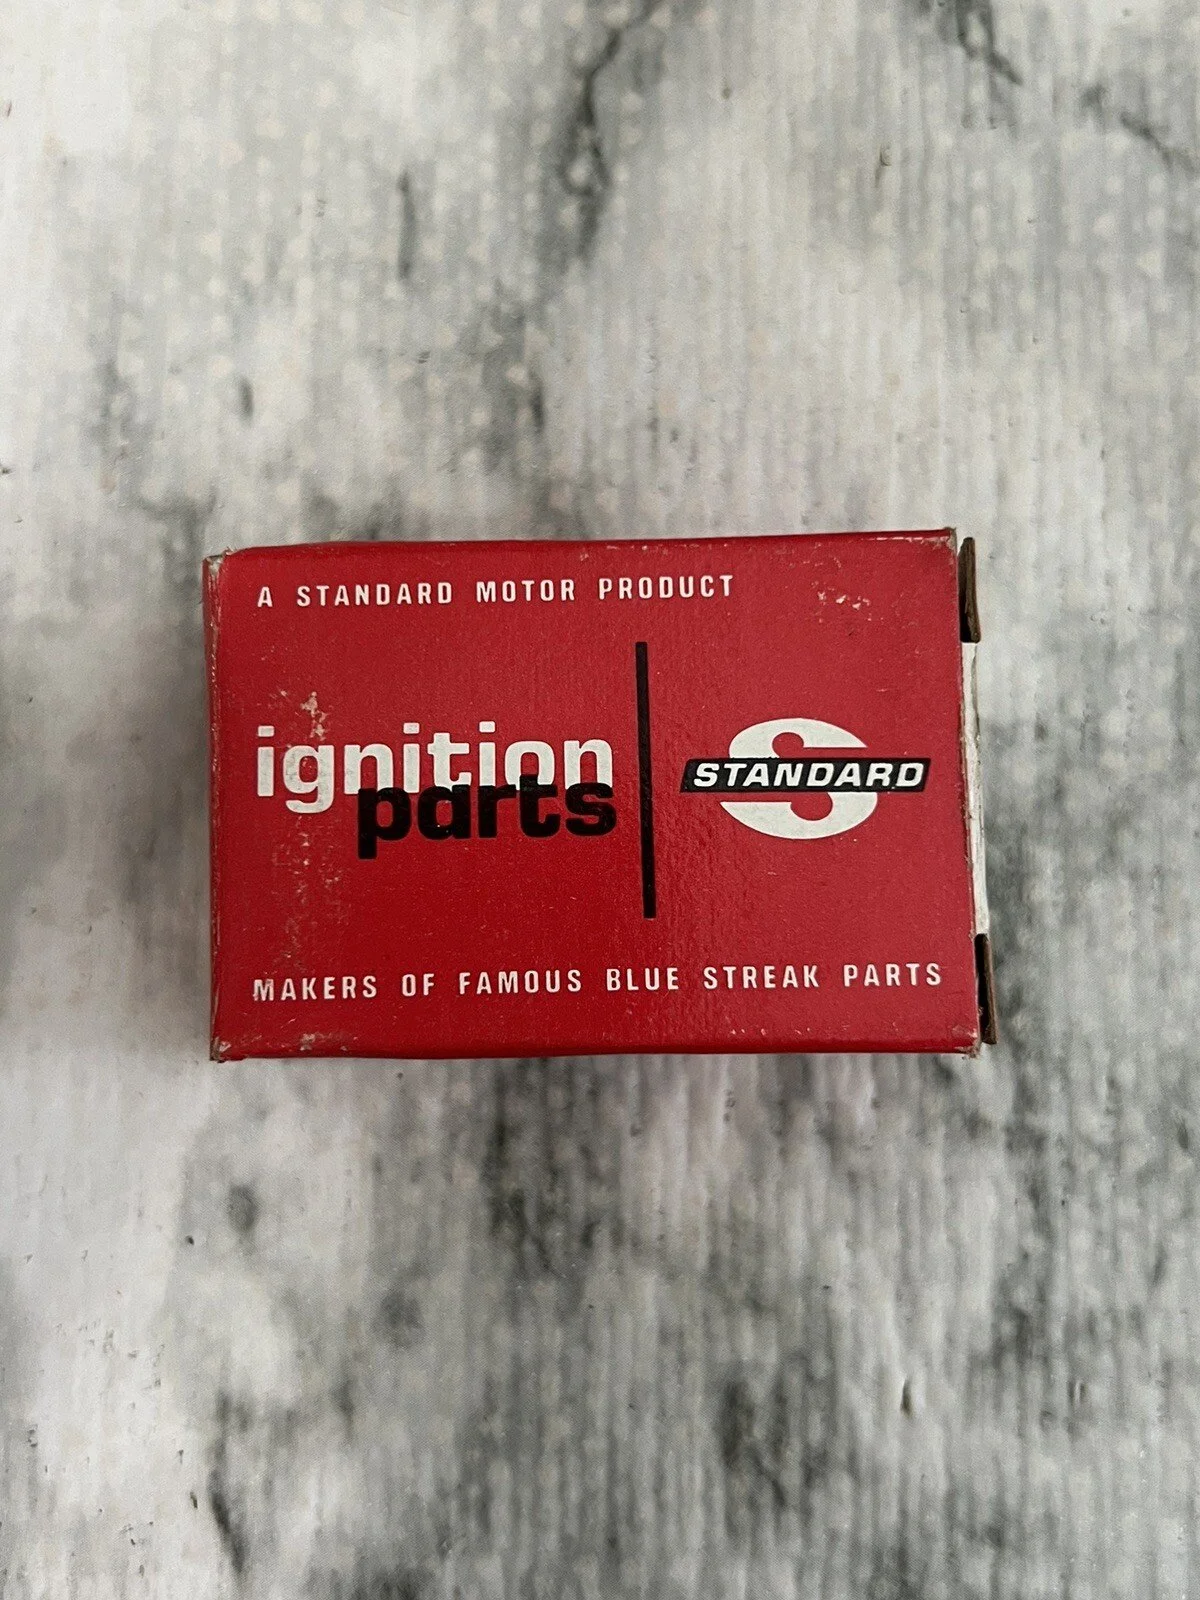 A STANDARD MOTOR PRODUCT
ignition
parts
S
STANDARD
MAKERS OF FAMOUS BLUE STREAK PARTS